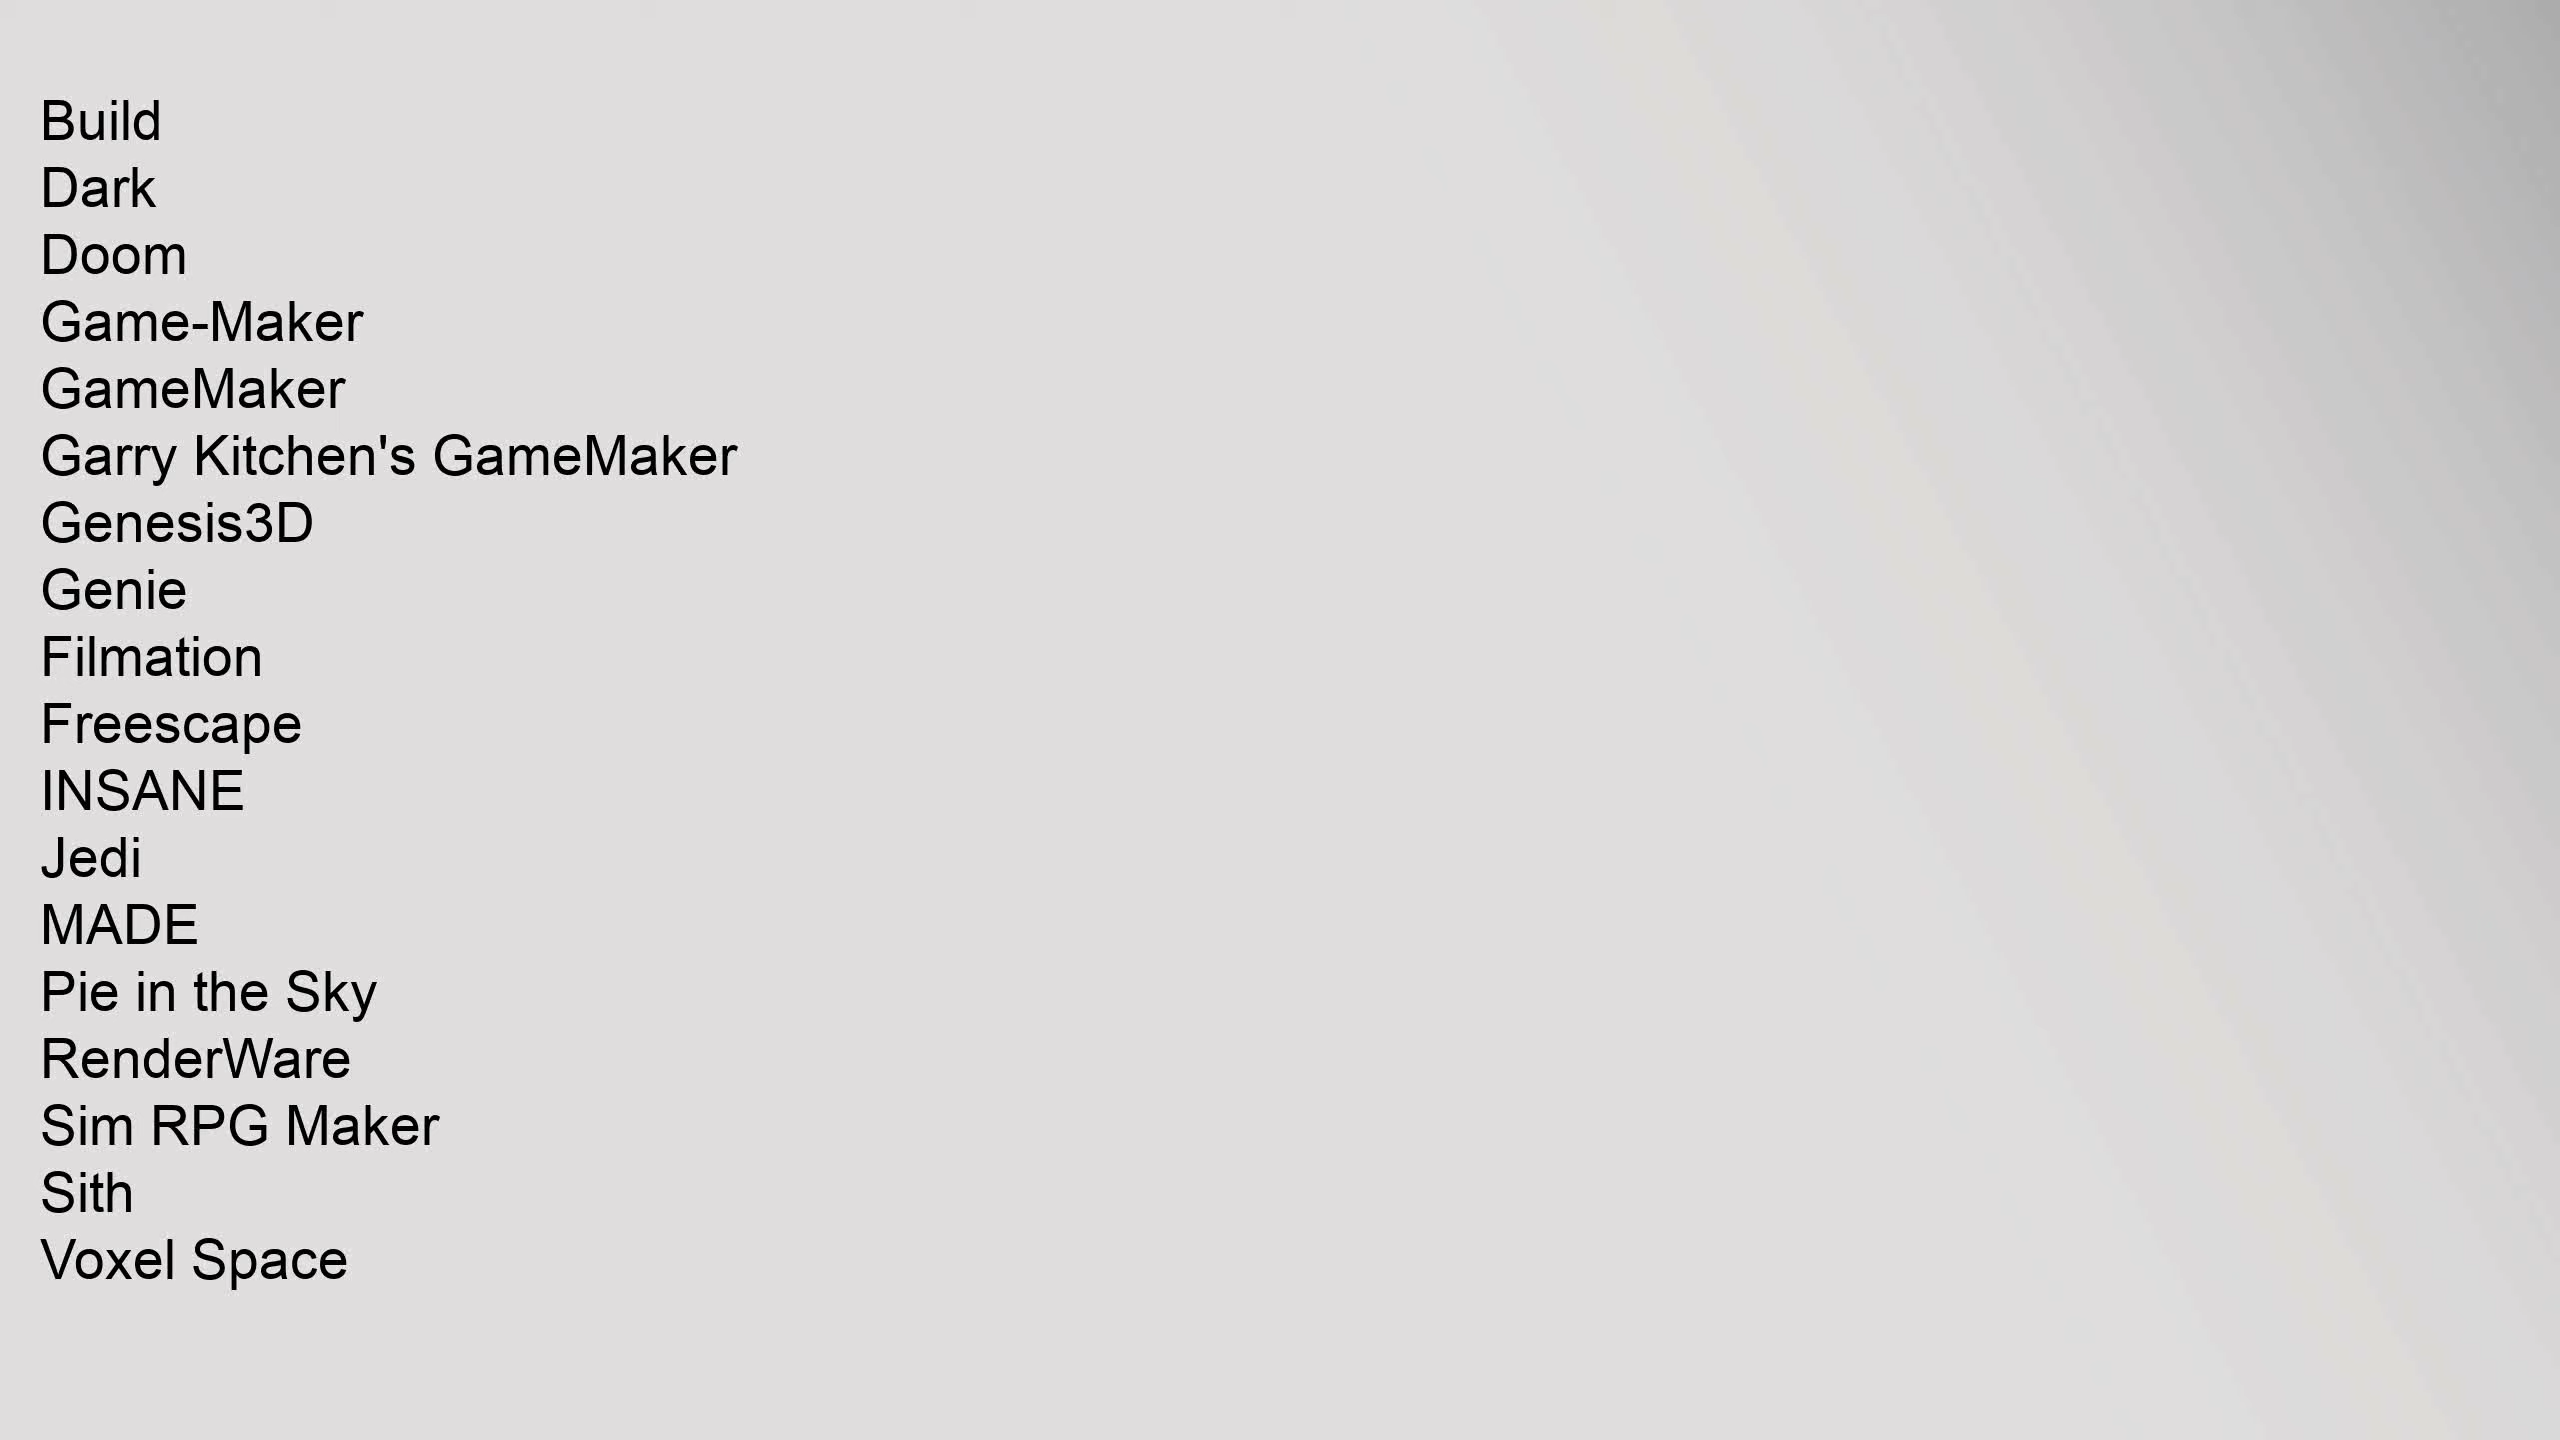 Build
Dark
Doom
Game-Maker
GameMaker
Garry Kitchen's GameMaker
Genesis3D
Genie
Filmation
Freescape
INSANE
Jedi
MADE
Pie in the Sky
RenderWare
Sim RPG Maker
Sith
Voxel Space